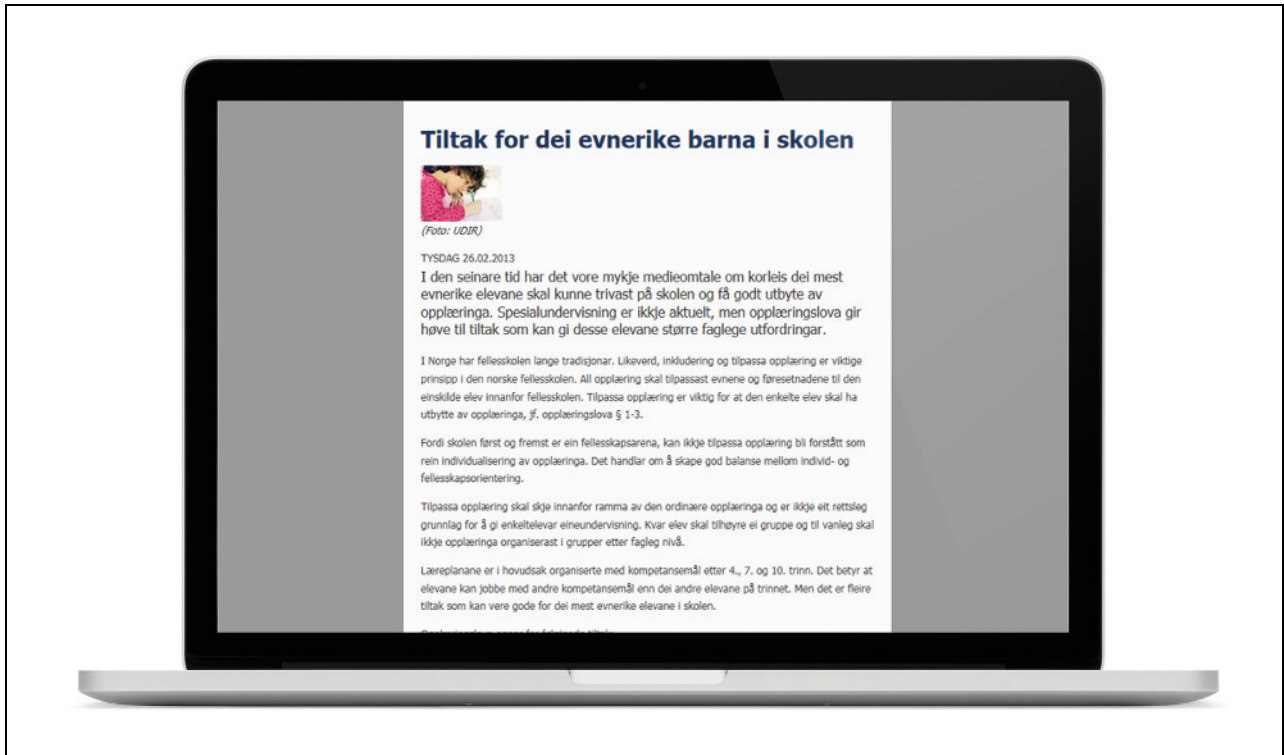 Tiltak for dei evnerike barna i skolen
(Foto: UDIR)
TYSDAG 26.02.2013
I den seinare tid har det vore mykje medieomtale om korleis dei mest
evnerike elevane skal kunne trivast på skolen og få godt utbyte av
opplæringa. Spesialundervisning er ikkje aktuelt, men opplæringslova gir
høve til tiltak som kan gi desse elevane større faglege utfordringar.
I Norge har fellesskolen lange tradisjonar. Likeverd, inkludering og tilpassa opplæring er viktige
prinsipp i den norske fellesskolen. All opplæring skal tilpassast evnene og føresetnadene til den
einskilde elev innanfor fellesskolen. Tilpassa opplæring er viktig for at den enkelte elev skal ha
utbytte av opplæringa, jf. opplæringslova § 1-3.
Fordi skolen først og fremst er ein fellesskapsarena, kan ikkje tilpassa opplæring bli forstått som
rein individualisering av opplæringa. Det handlar om å skape god balanse mellom individ- og
fellesskapsorientering.
Tilpassa opplæring skal skje innanfor ramma av den ordinære opplæringa og er ikkje eit rettsleg
grunnlag for å gi enkeltelevar eineundervisning. Kvar elev skal tilhøyre ei gruppe og til vanleg skal
ikkje opplæringa organiserast i grupper etter fagleg nivå.
Læreplanane er i hovudsak organiserte med kompetansemål etter 4., 7. og 10. trinn. Det betyr at
elevane kan jobbe med andre kompetansemål enn dei andre elevane på trinnet. Men det er fleire
tiltak som kan vere gode for dei mest evnerike elevane i skolen.